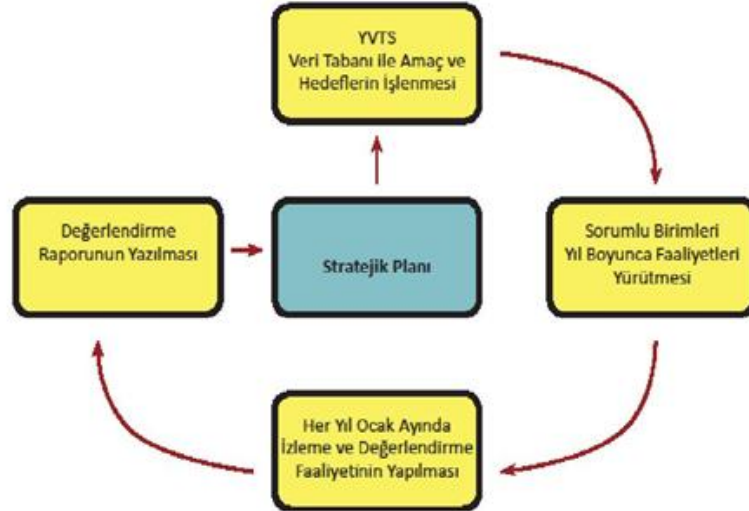 YVTS
Veri Tabanı ile Amaç ve
Hedeflerin İşlenmesi
Değerlendirme
Raporunun Yazılması
Stratejik Planı
Sorumlu Birimleri
Yıl Boyunca Faaliyetleri
Yürütmesi
Her Yıl Ocak Ayında
İzleme ve Değerlendirme
Faaliyetinin Yapılması